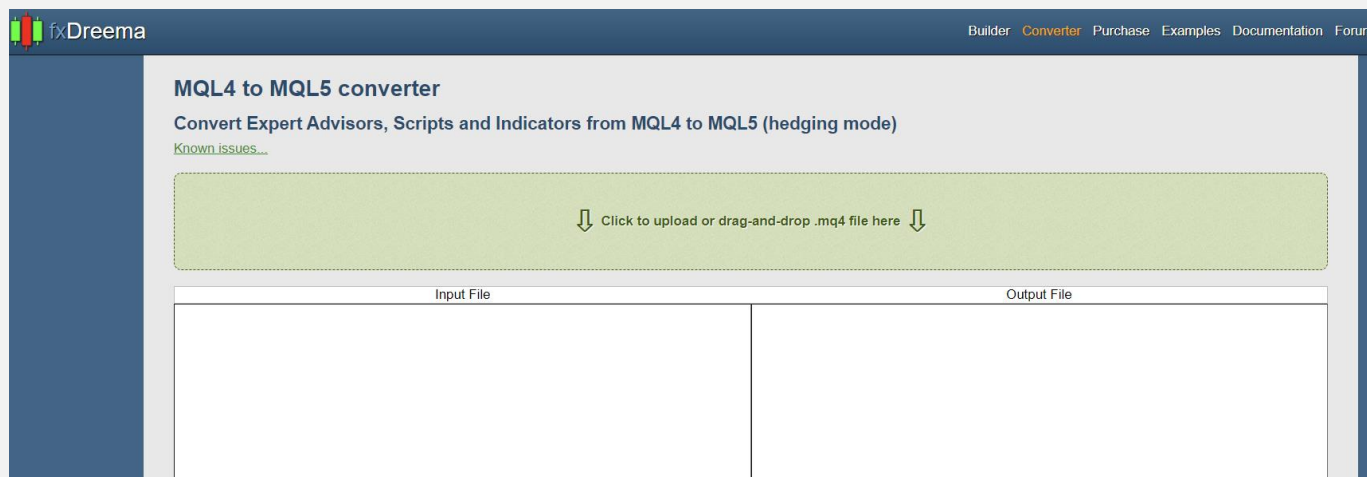 fxDreema
Builder Converter Purchase Examples Documentation
MQL4 to MQL5 converter
Convert Expert Advisors, Scripts and Indicators from MQL4 to MQL5 (hedging mode)
Known issues...
Click to upload or drag-and-drop .mq4 file here
Input File Output File